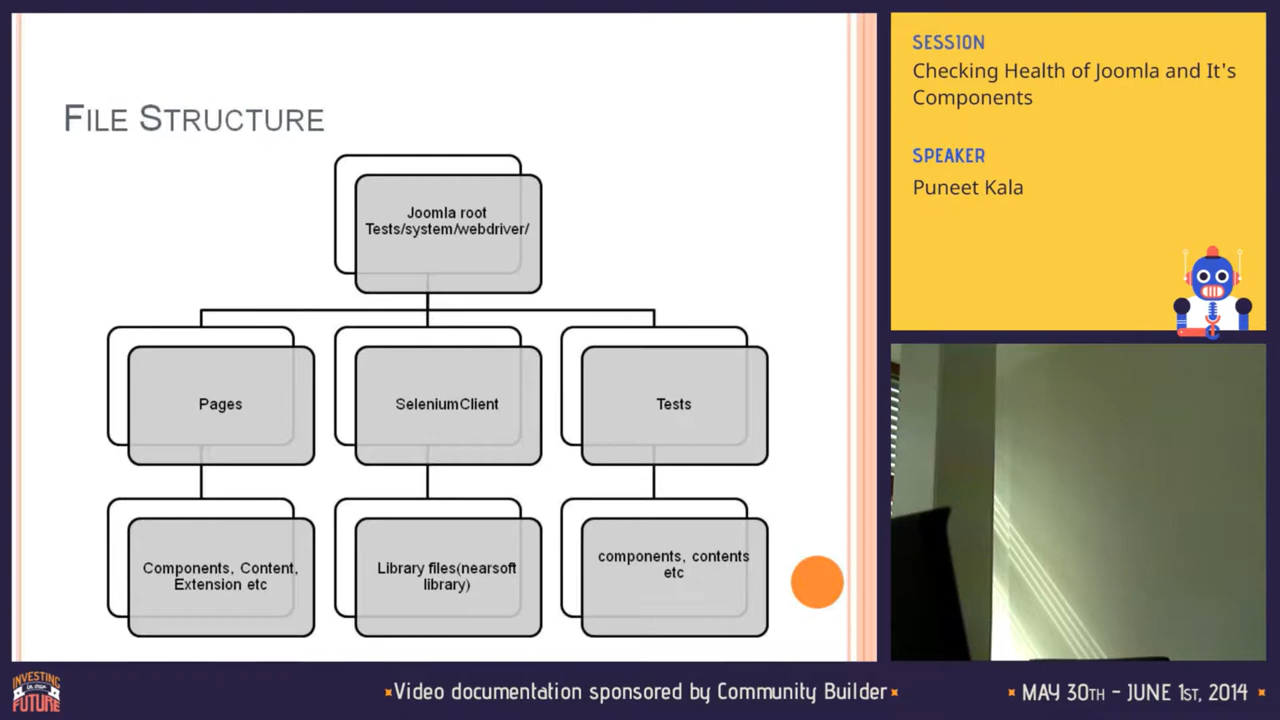 FILE STRUCTURE
Joomla root
Tests/system/webdriver/
Pages
SeleniumClient
Tests
Components, Content,
Extension etc
Library files(nearsoft
library)
components, contents
etc
SESSION
Checking Health of Joomla and It's
Components
SPEAKER
Puneet Kala
INVESTING
IN OUR
FUTURE
Video documentation sponsored by Community Builder
MAY 30TH - JUNE 1ST, 2014